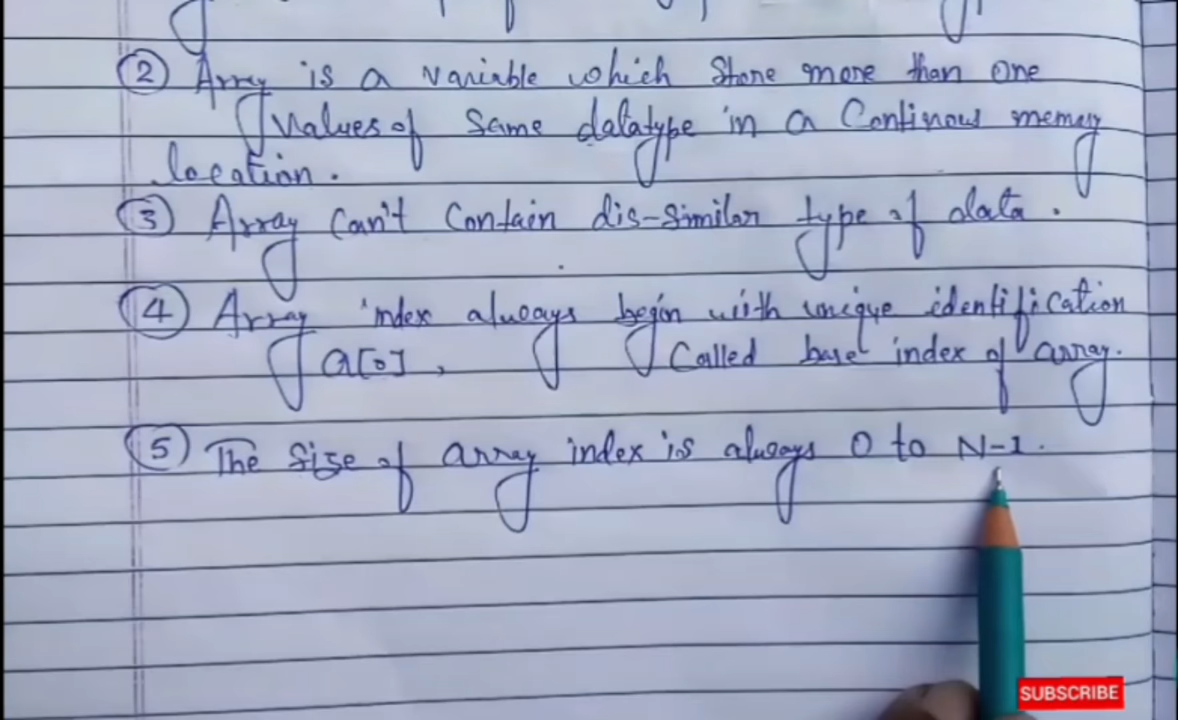 ② Array is a variable which store more than one
values of same datatype in a Continous memory
location.
③ Array Can't Contain dis-similar type of data.
④ Array index always begin with unique identification
a[0], Called base index of array.
⑤ The Size of array index is always 0 to N-1.
SUBSCRIBE